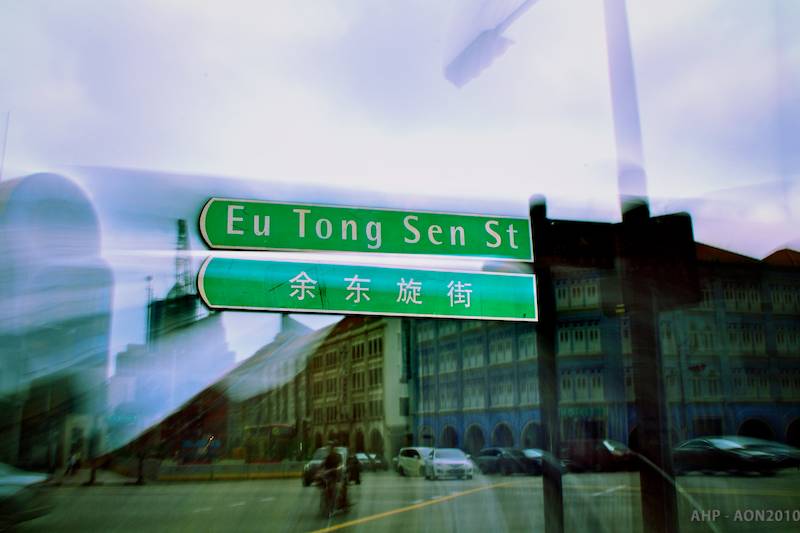 Eu Tong Sen St
余东旋街
AHP - AON2010